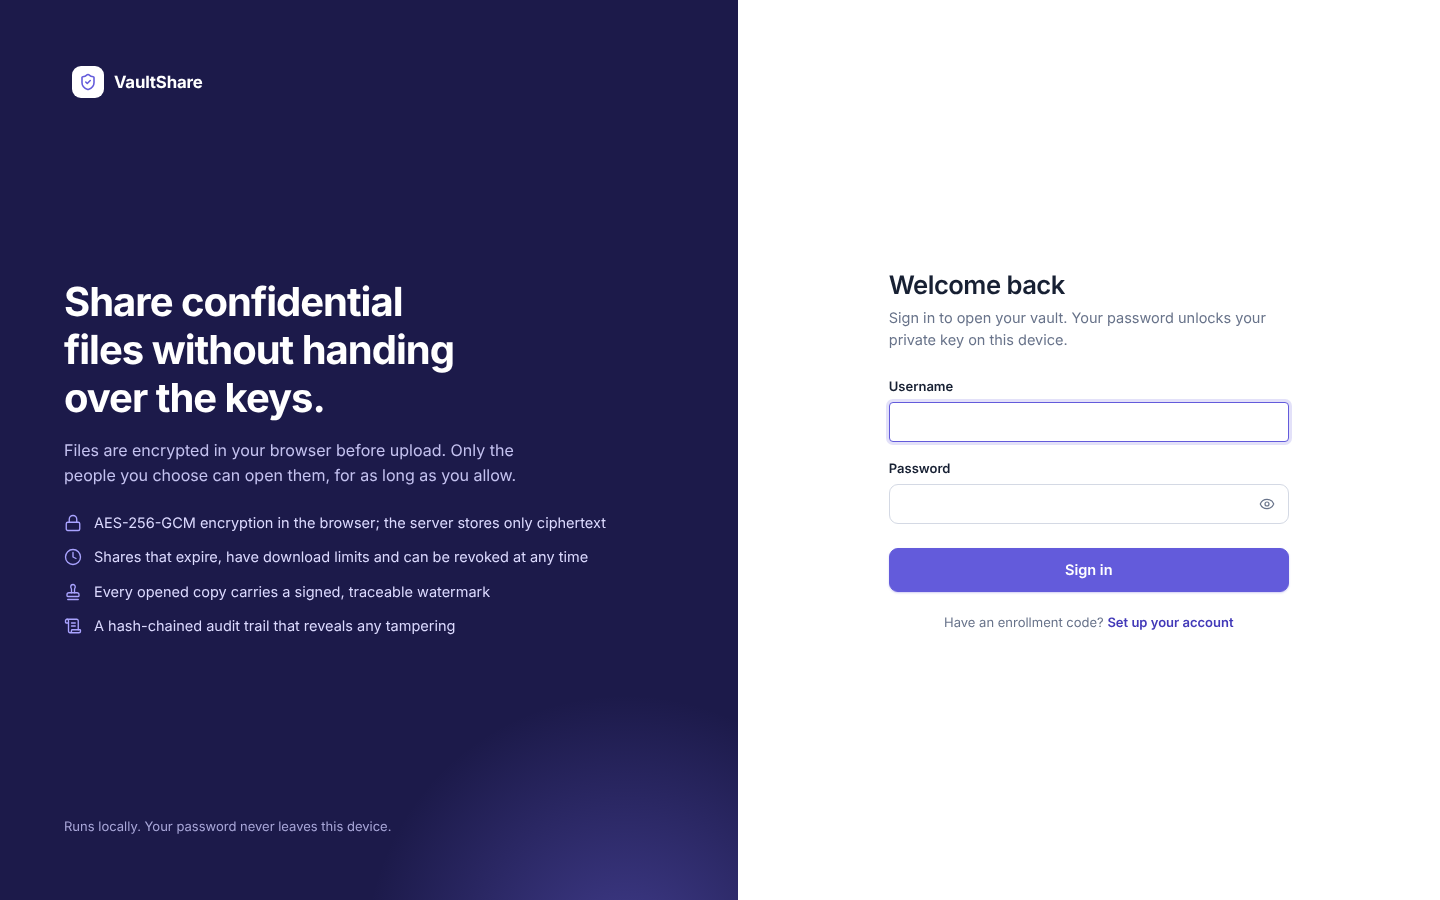 VaultShare
Share confidential
files without handing
over the keys.
Files are encrypted in your browser before upload. Only the
people you choose can open them, for as long as you allow.
AES-256-GCM encryption in the browser; the server stores only ciphertext
Shares that expire, have download limits and can be revoked at any time
Every opened copy carries a signed, traceable watermark
A hash-chained audit trail that reveals any tampering
Runs locally. Your password never leaves this device.
Welcome back
Sign in to open your vault. Your password unlocks your
private key on this device.
Username
Password
Sign in
Have an enrollment code? Set up your account